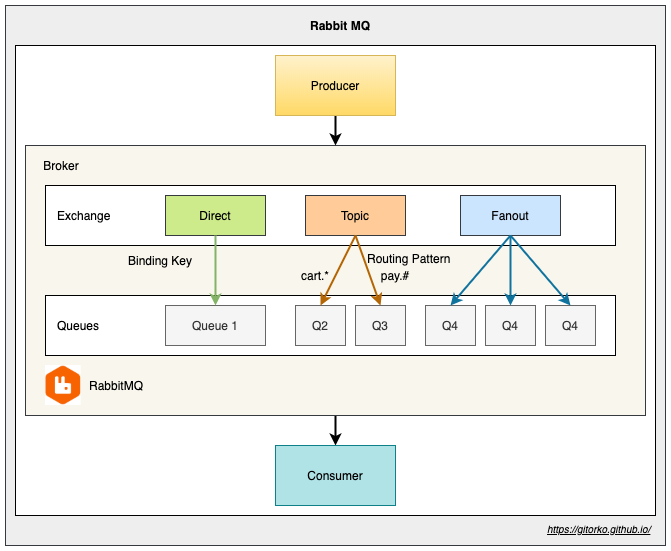 Rabbit MQ
Producer
Broker
Exchange
Direct
Topic
Fanout
Binding Key
Routing Pattern
cart.*
pay.#
Queues
Queue 1
Q2
Q3
Q4
Q4
Q4
RabbitMQ
Consumer
https://gitorko.github.io/